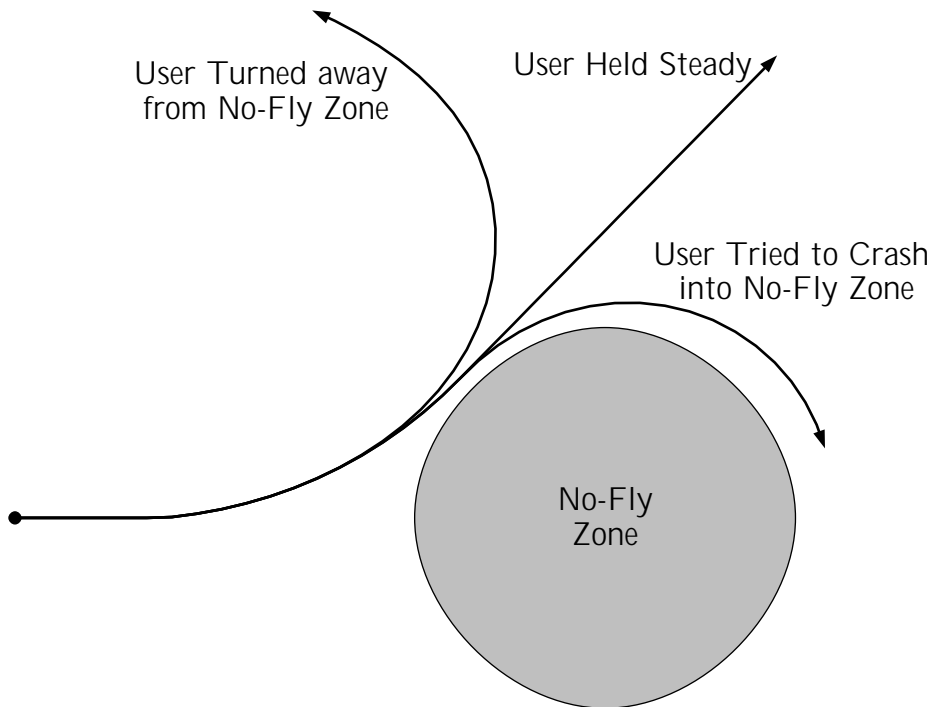 User Turned away
from No-Fly Zone
User Held Steady
User Tried to Crash
into No-Fly Zone
No-Fly
Zone